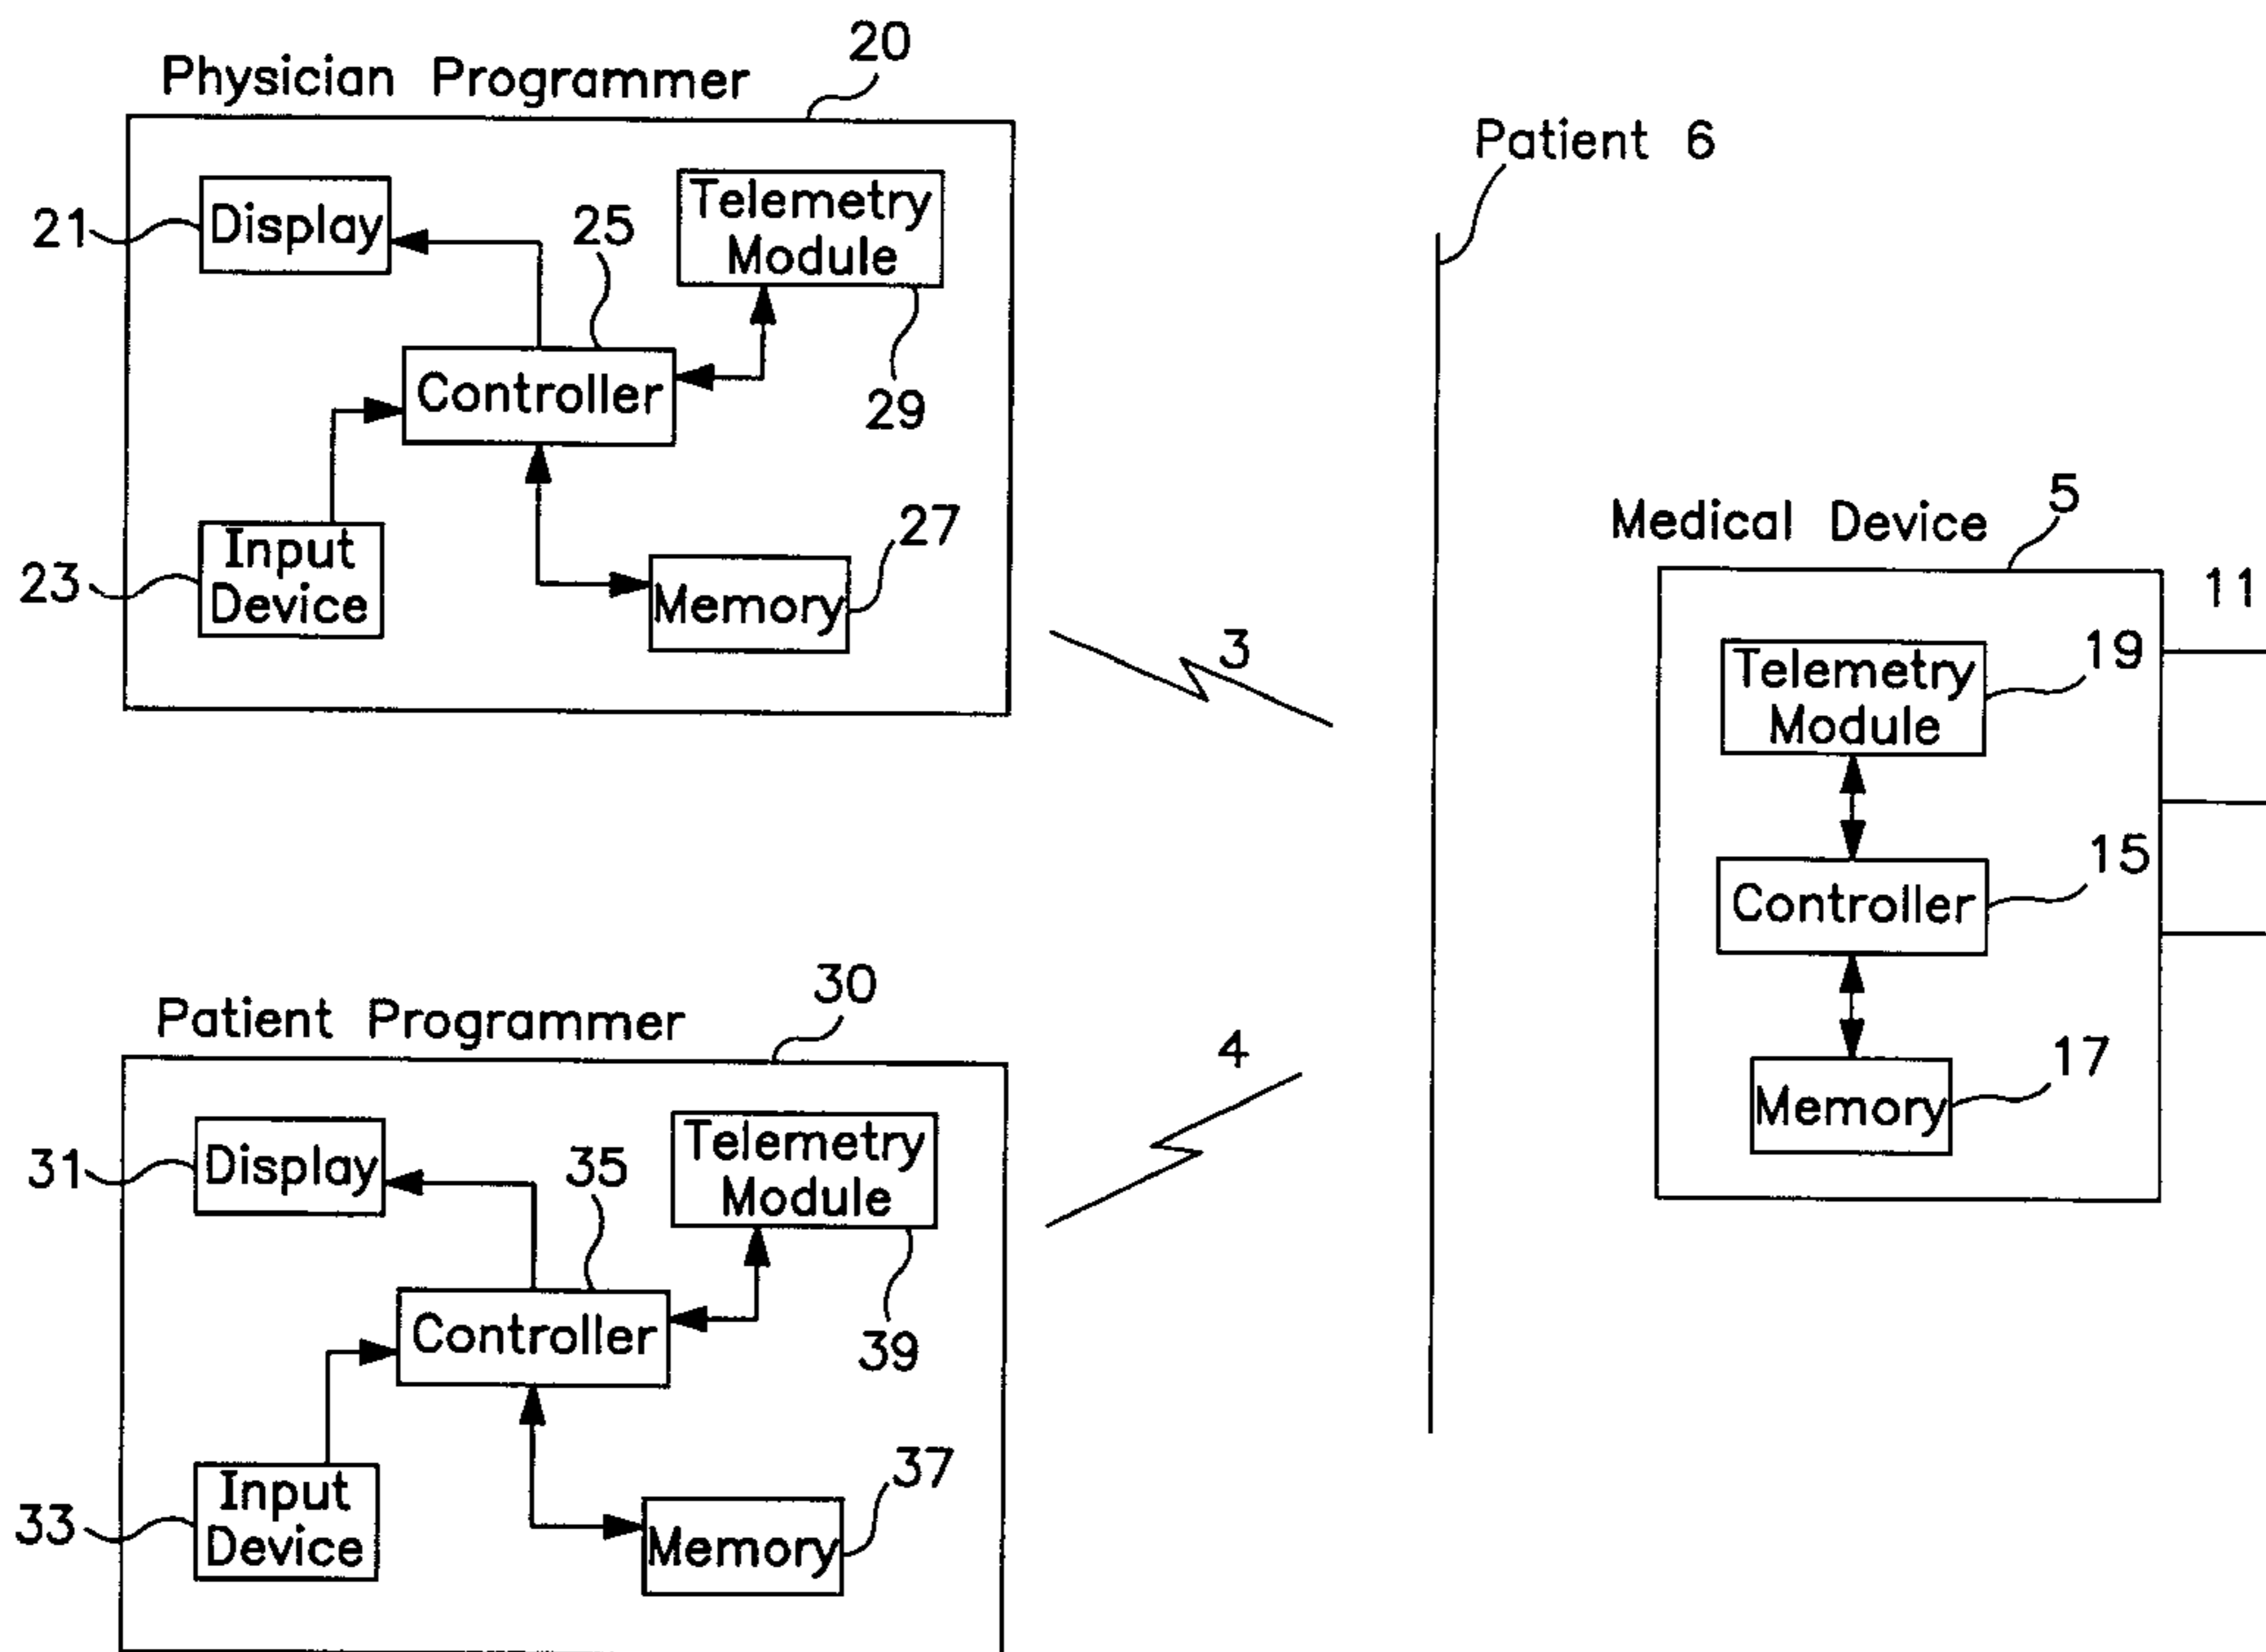 20
Physician Programmer
21
Display
25
Telemetry
Module
29
Controller
23
Input
Device
27
Memory
3
Patient 6
Medical Device
5
11
Telemetry
Module
19
Controller
15
Memory
17
4
30
Patient Programmer
31
Display
35
Telemetry
Module
39
Controller
33
Input
Device
37
Memory